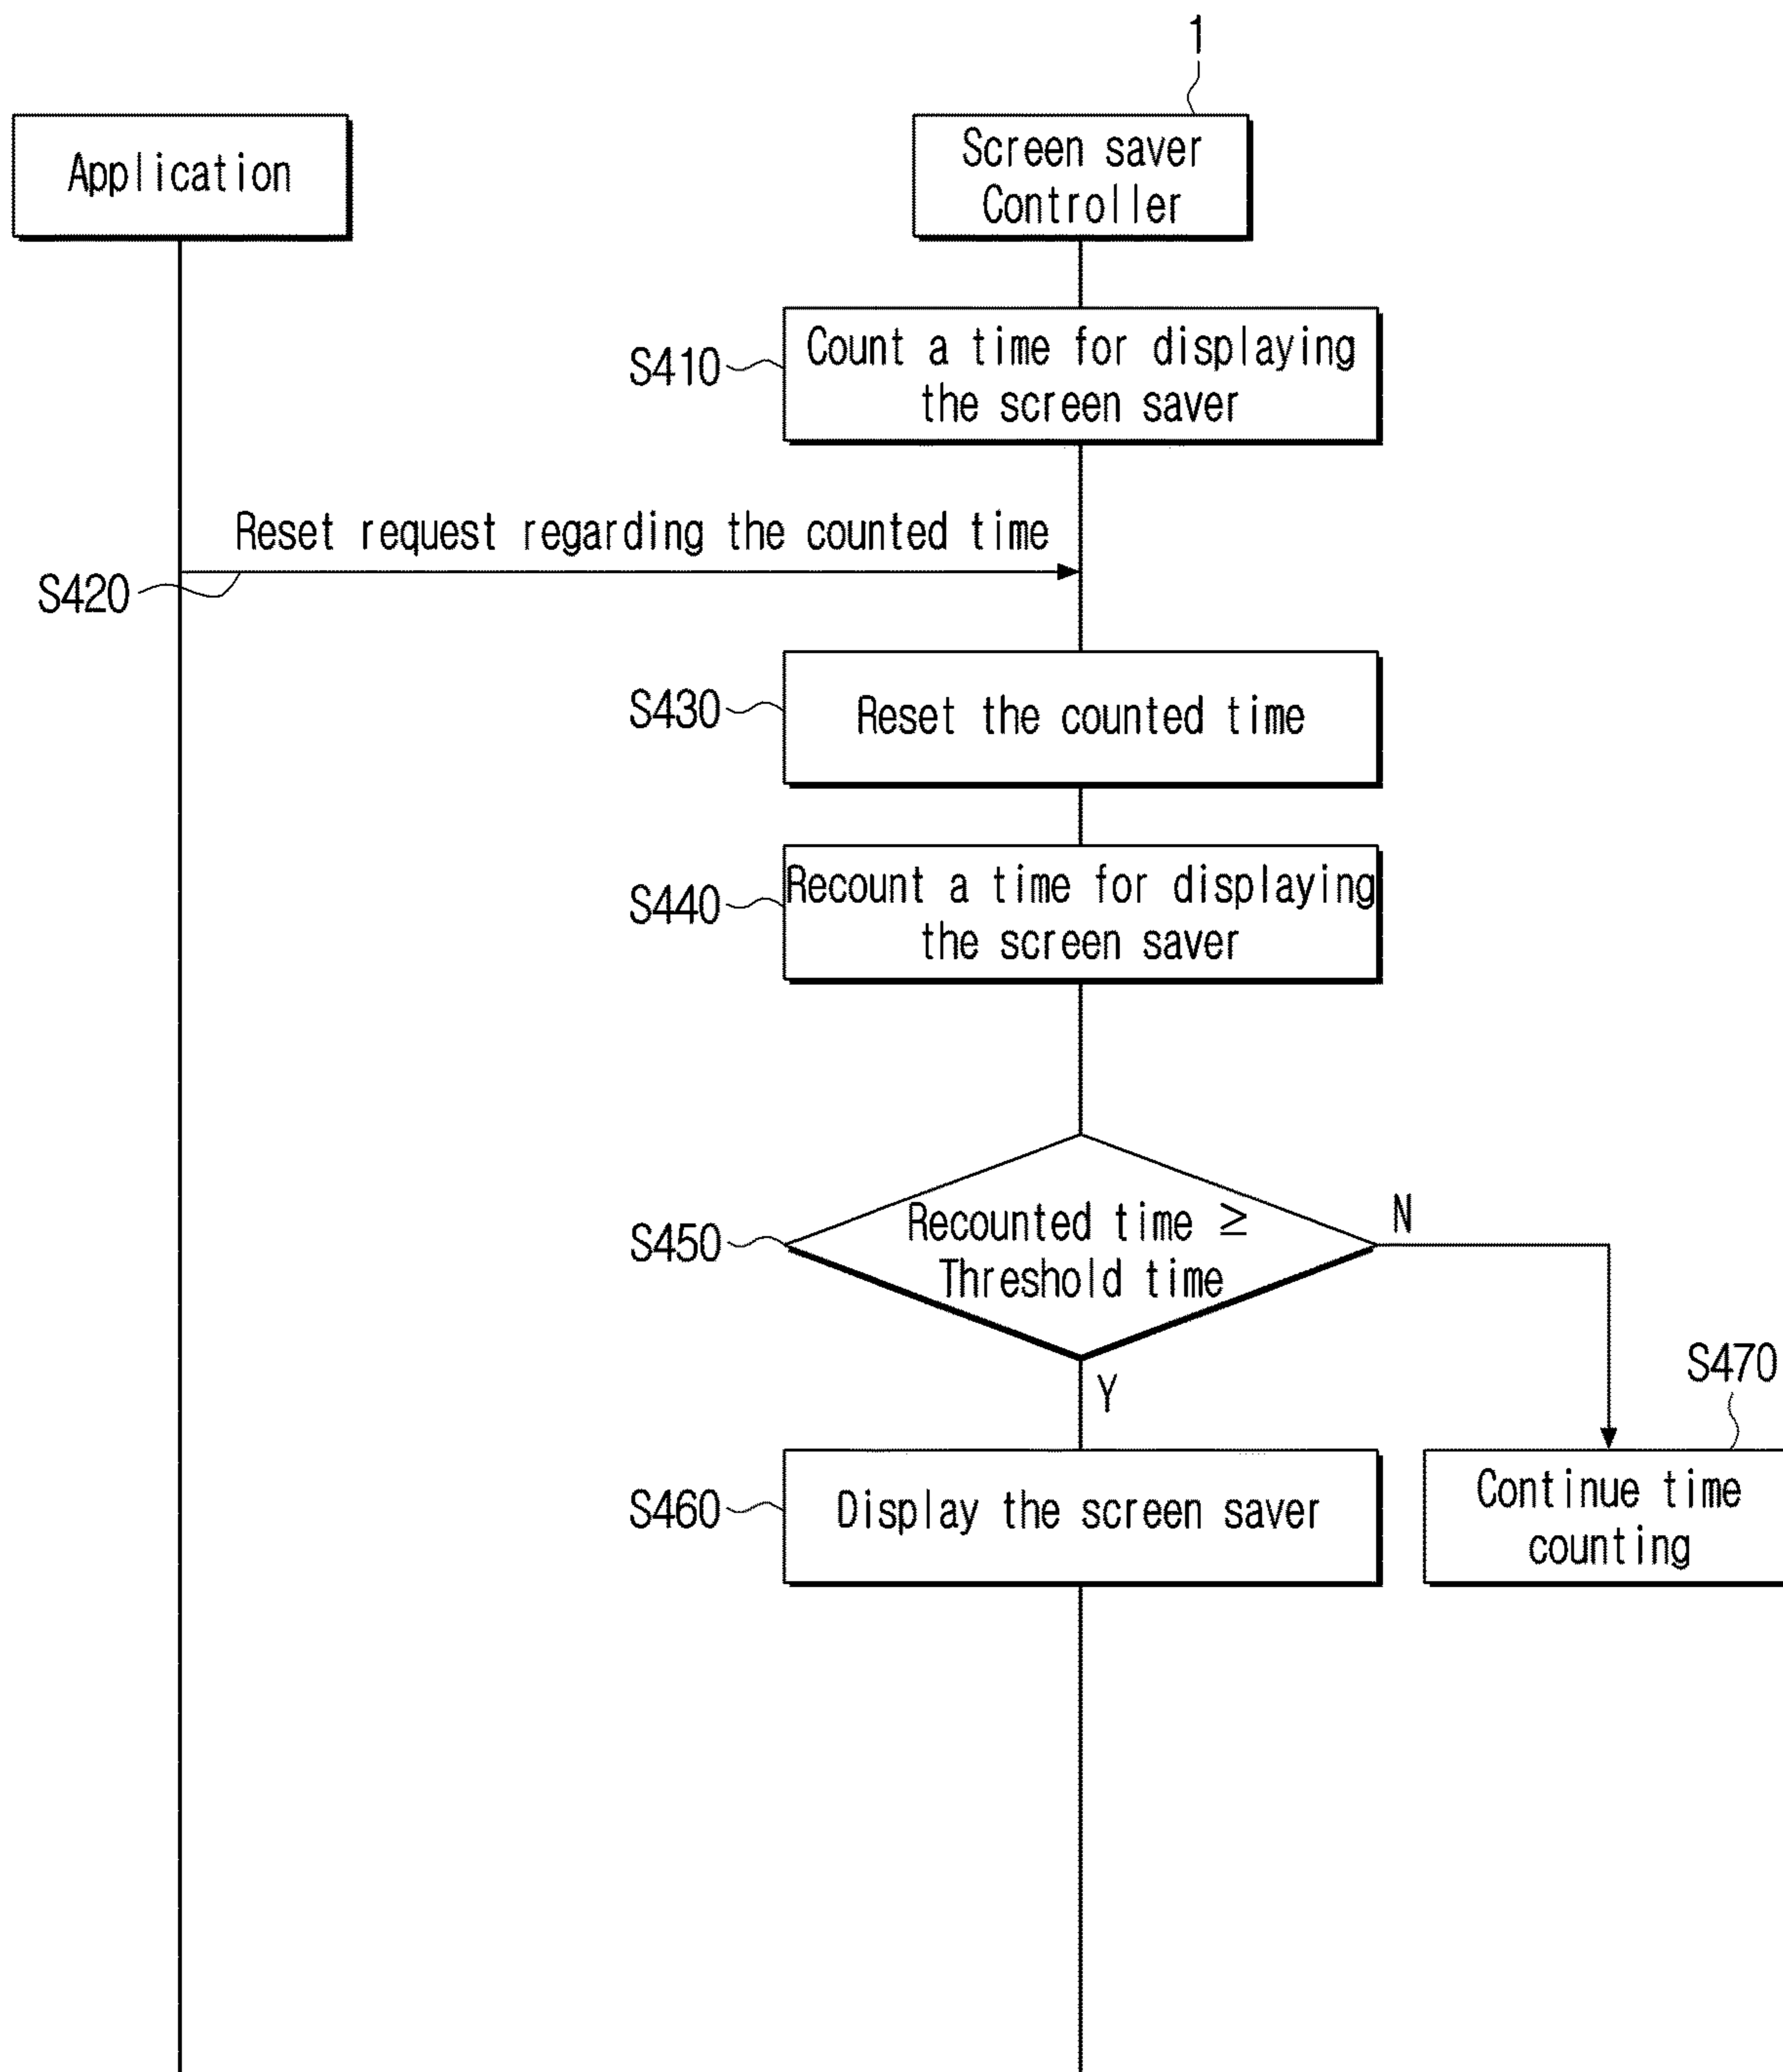 1
Application
Screen saver
Controller
S410
Count a time for displaying
the screen saver
Reset request regarding the counted time
S420
S430
Reset the counted time
S440
Recount a time for displaying
the screen saver
S450
Recounted time ≥
Threshold time
N
Y
S470
S460
Display the screen saver
Continue time
counting